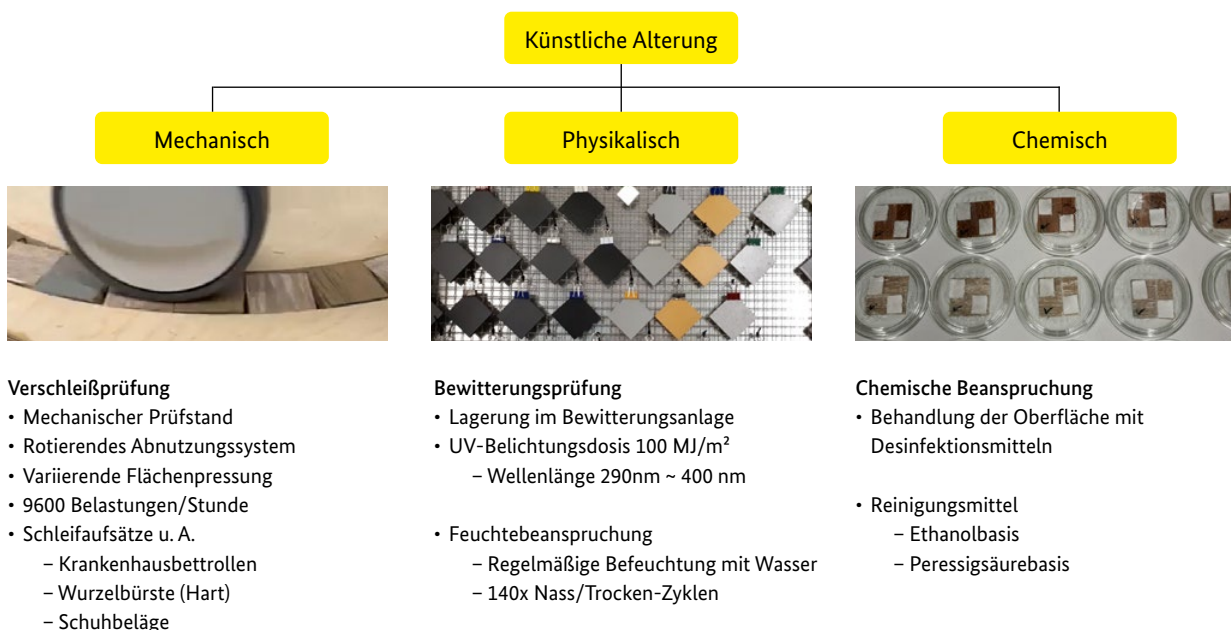 Künstliche Alterung
Mechanisch
Physikalisch
Chemisch
Verschleißprüfung
• Mechanischer Prüfstand
• Rotierendes Abnutzungssystem
• Variierende Flächenpressung
• 9600 Belastungen/Stunde
• Schleifaufsätze u. A.
– Krankenhausbettrollen
– Wurzelbürste (Hart)
– Schuhbeläge
Bewitterungsprüfung
• Lagerung im Bewitterungsanlage
• UV-Belichtungsdosis 100 MJ/m²
– Wellenlänge 290nm ~ 400 nm
• Feuchtebeanspruchung
– Regelmäßige Befeuchtung mit Wasser
– 140x Nass/Trocken-Zyklen
Chemische Beanspruchung
• Behandlung der Oberfläche mit
Desinfektionsmitteln
• Reinigungsmittel
– Ethanolbasis
– Peressigsäurebasis